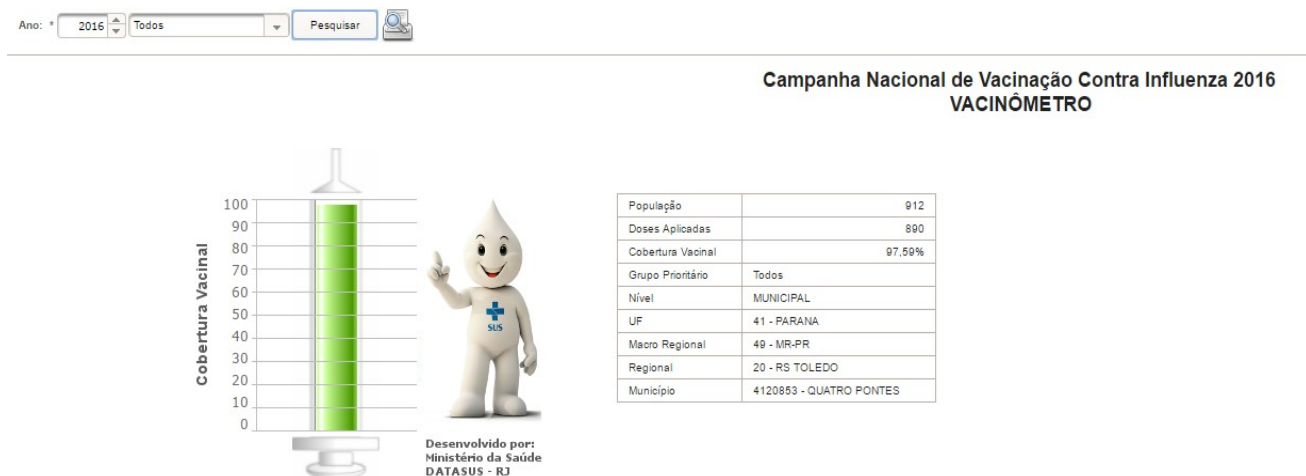 Ano: * 2016 Todos Pesquisar
Campanha Nacional de Vacinação Contra Influenza 2016
VACINÔMETRO
Cobertura Vacinal
100
90
80
70
60
50
40
30
20
10
0
SUS
Desenvolvido por:
Ministério da Saúde
DATASUS - RJ
População 912
Doses Aplicadas 890
Cobertura Vacinal 97,59%
Grupo Prioritário Todos
Nível MUNICIPAL
UF 41 - PARANA
Macro Regional 49 - MR-PR
Regional 20 - RS TOLEDO
Município 4120853 - QUATRO PONTES